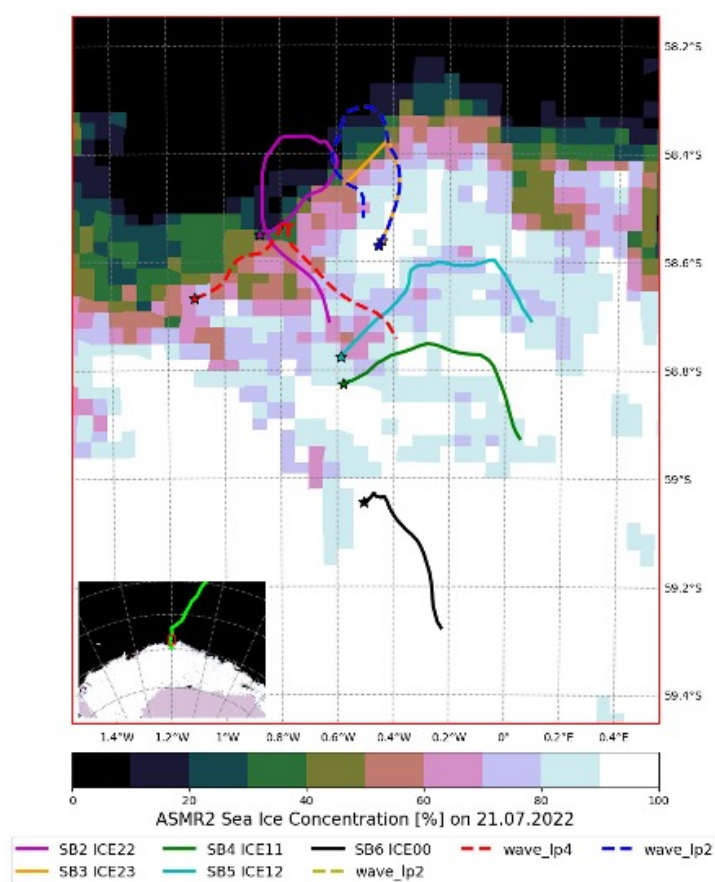 58.2°S
58.4°S
58.6°S
58.8°S
59°S
59.2°S
59.4°S
1.4°W 1.2°W 1°W 0.8°W 0.6°W 0.4°W 0.2°W 0° 0.2°E 0.4°E
0 20 40 60 80 100
ASMR2 Sea Ice Concentration [%] on 21.07.2022
SB2 ICE22 SB4 ICE11 SB6 ICE00 wave_lp4 wave_lp2
SB3 ICE23 SB5 ICE12 wave_lp2